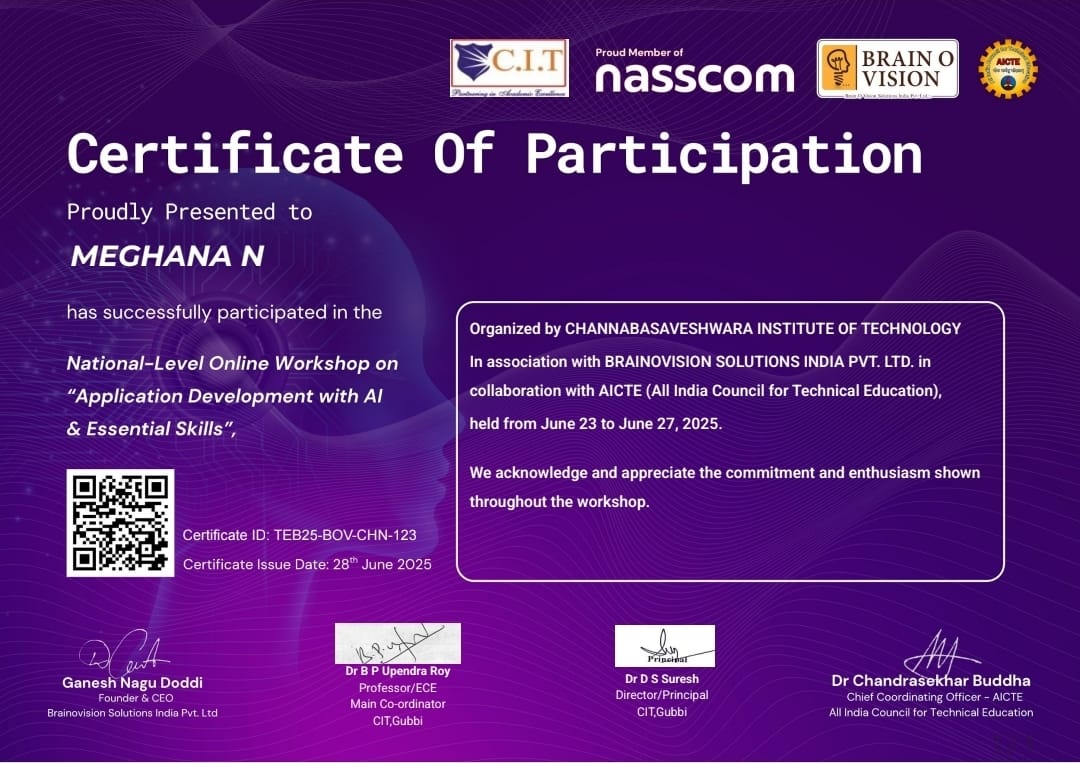 C.I.T
Partnering in Academic Excellence
Proud Member of
nasscom
BRAIN O
VISION
Brain O Vision Solutions India Pvt. Ltd.
AICTE
Certificate Of Participation
Proudly Presented to
MEGHANA N
has successfully participated in the
National-Level Online Workshop on
“Application Development with AI
& Essential Skills”,
Organized by CHANNABASAVESHWARA INSTITUTE OF TECHNOLOGY
In association with BRAINOVISION SOLUTIONS INDIA PVT. LTD. in
collaboration with AICTE (All India Council for Technical Education),
held from June 23 to June 27, 2025.
We acknowledge and appreciate the commitment and enthusiasm shown
throughout the workshop.
Certificate ID: TEB25-BOV-CHN-123
Certificate Issue Date: 28th June 2025
Ganesh Nagu Doddi
Founder & CEO
Brainovision Solutions India Pvt. Ltd
Dr B P Upendra Roy
Professor/ECE
Main Co-ordinator
CIT,Gubbi
Principal
Dr D S Suresh
Director/Principal
CIT,Gubbi
Dr Chandrasekhar Buddha
Chief Coordinating Officer - AICTE
All India Council for Technical Education